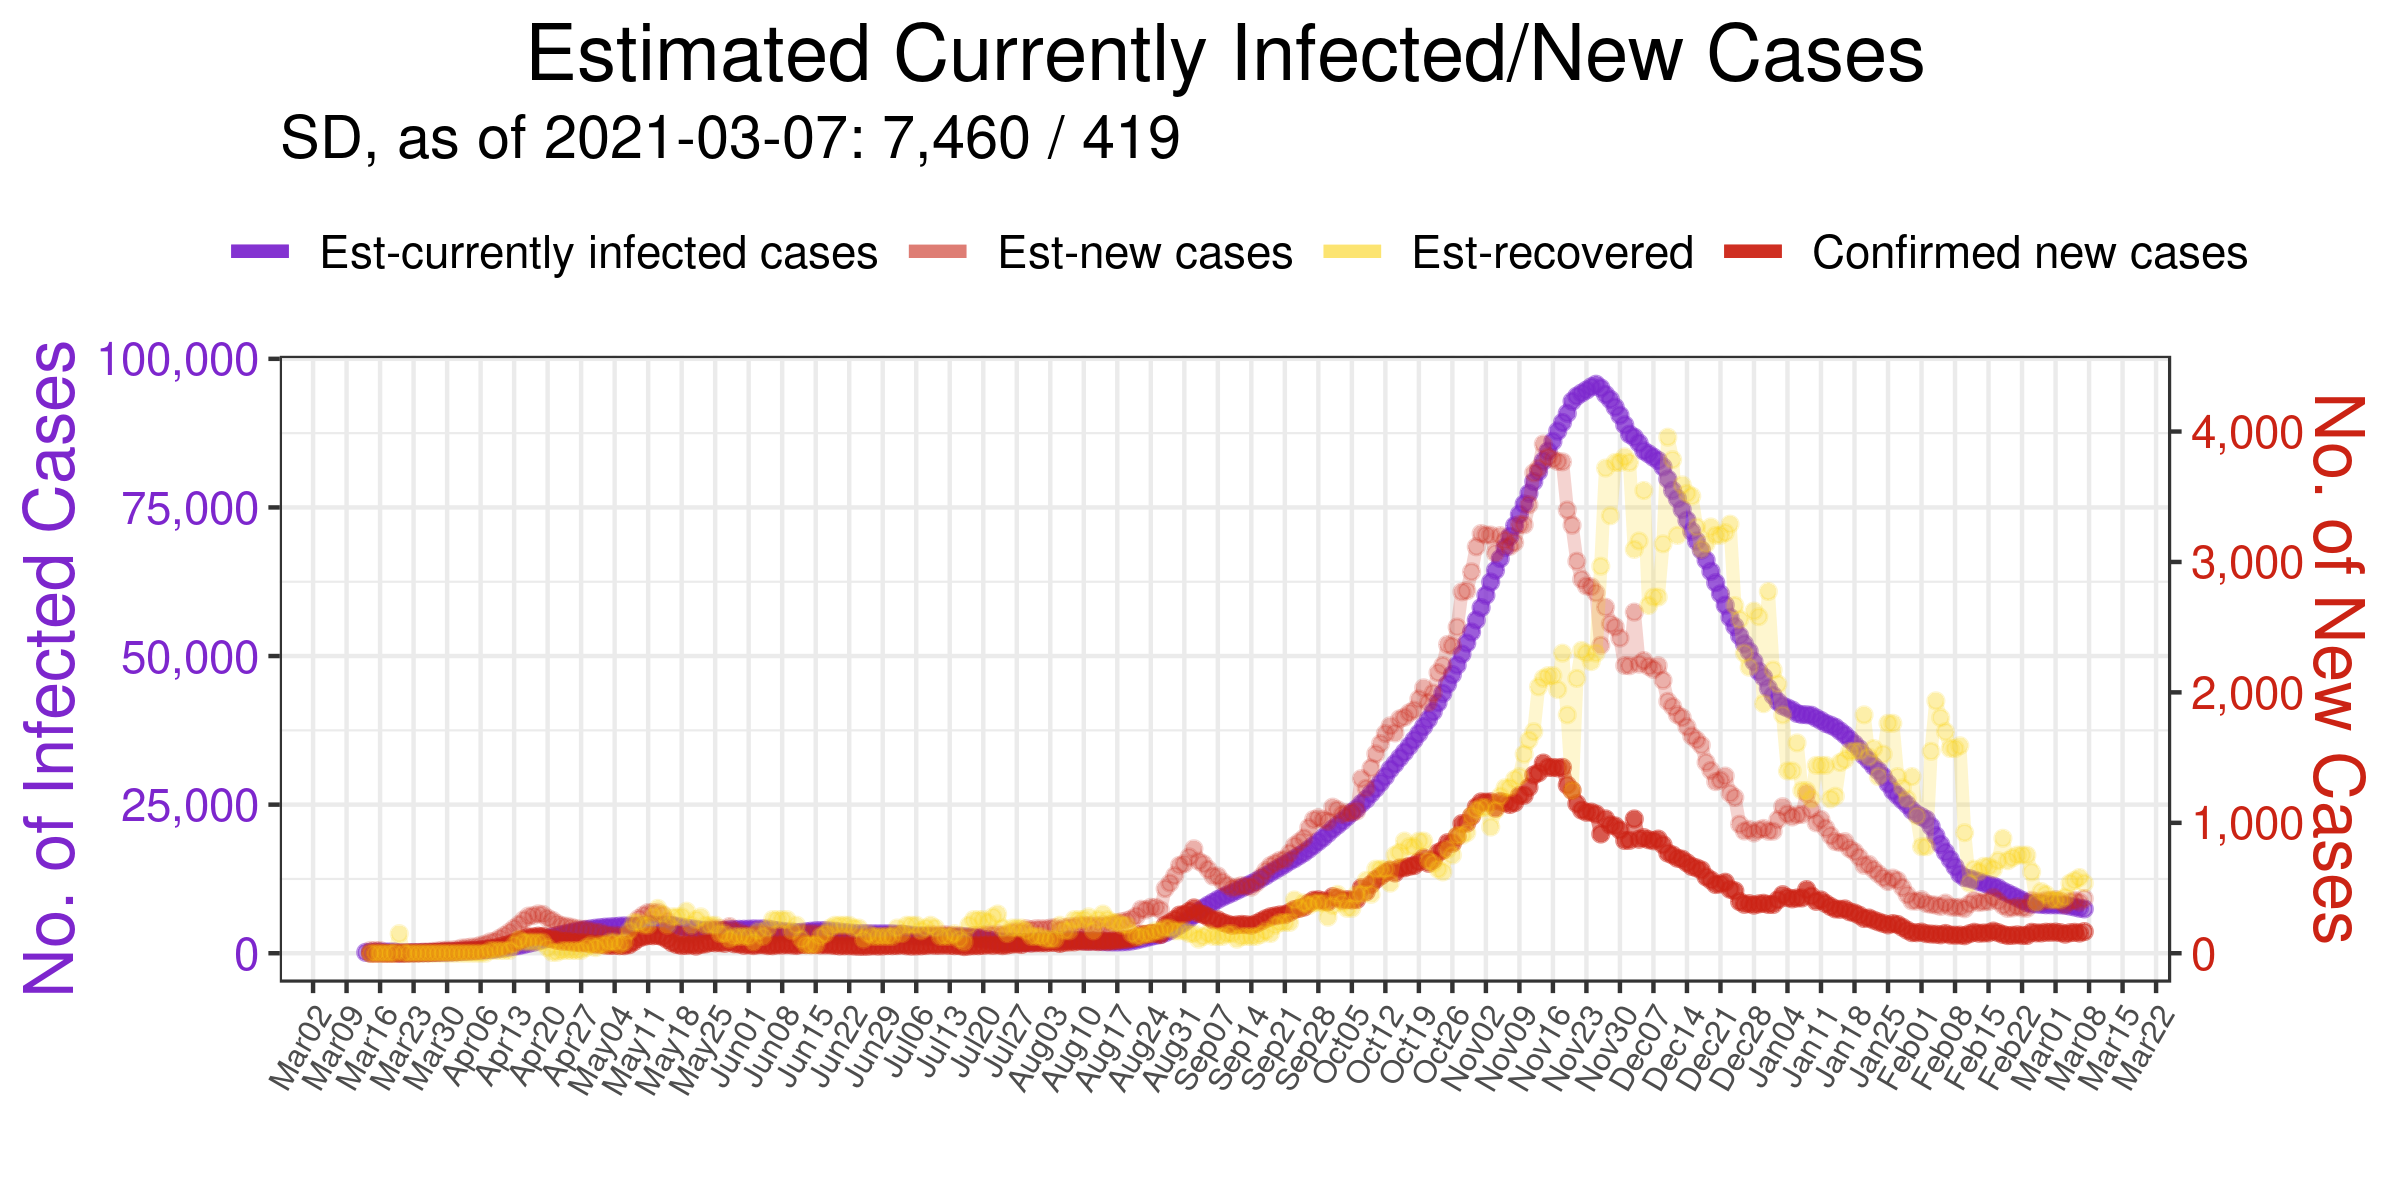 Estimated Currently Infected/New Cases
SD, as of 2021-03-07: 7,460 / 419
Est-currently infected cases Est-new cases Est-recovered Confirmed new cases
No. of Infected Cases
100,000
75,000
50,000
25,000
0
4,000
3,000
2,000
1,000
0
No. of New Cases
Mar02 Mar09 Mar16 Mar23 Mar30 Apr06 Apr13 Apr20 Apr27 May04 May11 May18 May25 Jun01 Jun08 Jun15 Jun22 Jun29 Jul06 Jul13 Jul20 Jul27 Aug03 Aug10 Aug17 Aug24 Aug31 Sep07 Sep14 Sep21 Sep28 Oct05 Oct12 Oct19 Oct26 Nov02 Nov09 Nov16 Nov23 Nov30 Dec07 Dec14 Dec21 Dec28 Jan04 Jan11 Jan18 Jan25 Feb01 Feb08 Feb15 Feb22 Mar01 Mar08 Mar15 Mar22